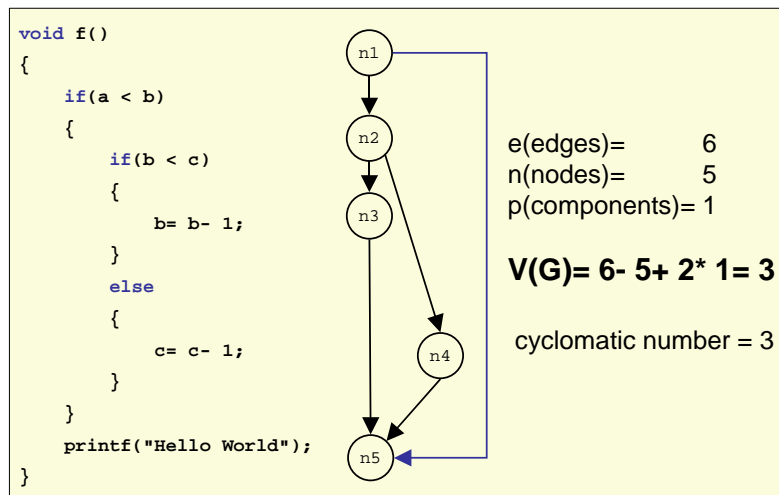 void f()
{
if(a < b)
{
if(b < c)
{
b= b- 1;
}
else
{
c= c- 1;
}
}
printf("Hello World");
}
n1
n2
n3
n4
n5
e(edges)= 6
n(nodes)= 5
p(components)= 1
V(G)= 6- 5+ 2* 1= 3
cyclomatic number = 3